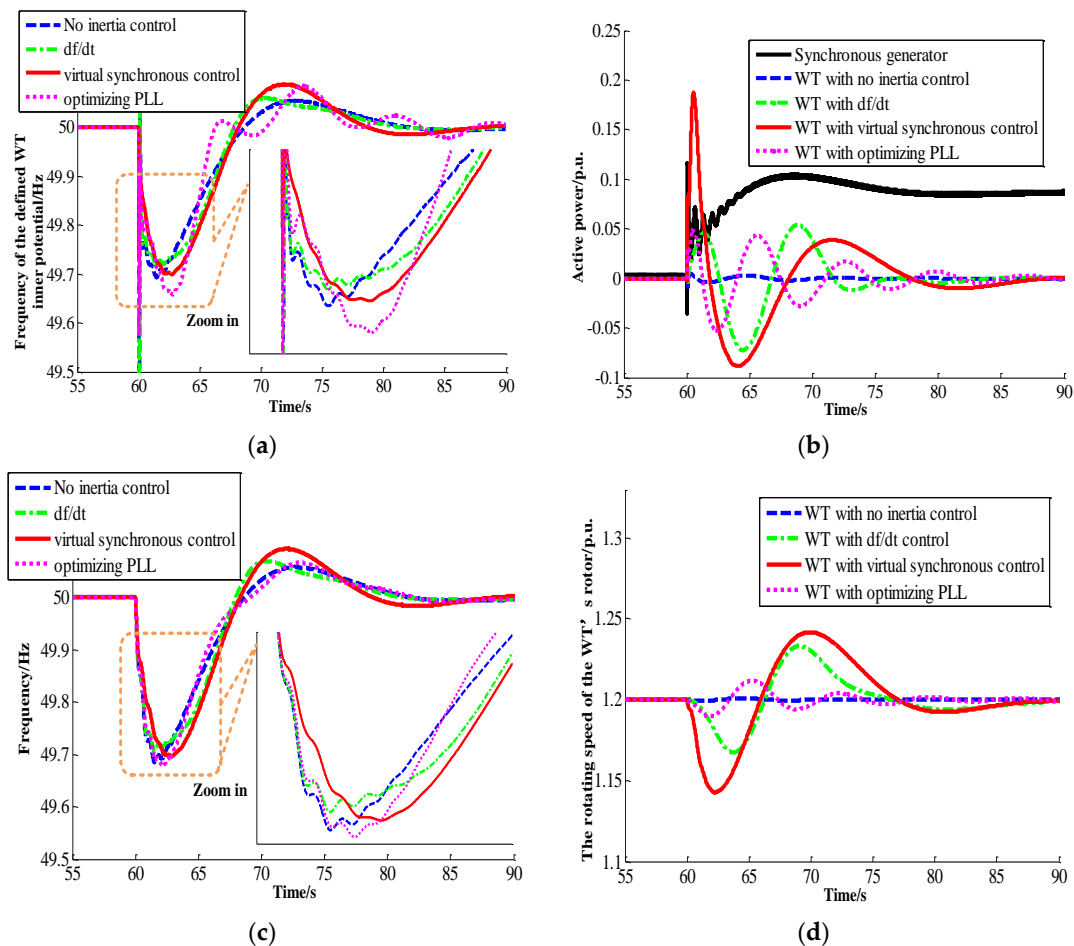 No inertia control
df/dt
virtual synchronous control
optimizing PLL
Frequency of the defined WT
inner potential/Hz
50
49.9
49.8
49.7
49.6
49.5
Zoom in
55 60 65 70 75 80 85 90
Time/s
(a)
Synchronous generator
WT with no inertia control
WT with df/dt
WT with virtual synchronous control
WT with optimizing PLL
Active power/p.u.
0.25
0.2
0.15
0.1
0.05
0
-0.05
-0.1
55 60 65 70 75 80 85 90
Time/s
(b)
No inertia control
df/dt
virtual synchronous control
optimizing PLL
Frequency/Hz
50
49.9
49.8
49.7
49.6
49.5
Zoom in
55 60 65 70 75 80 85 90
Time/s
(c)
WT with no inertia control
WT with df/dt control
WT with virtual synchronous control
WT with optimizing PLL
The rotating speed of the WT's rotor/p.u.
1.3
1.25
1.2
1.15
1.1
55 60 65 70 75 80 85 90
Time/s
(d)